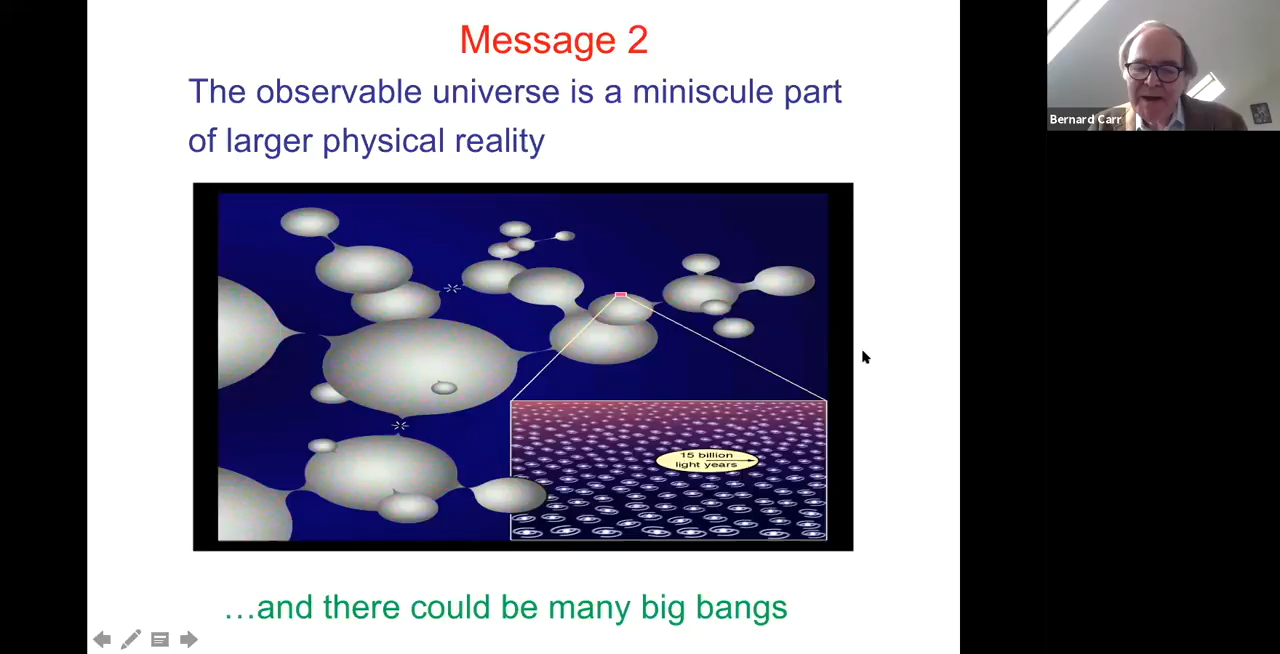 Message 2
The observable universe is a miniscule part
of larger physical reality
15 billion
light years
…and there could be many big bangs
Bernard Carr